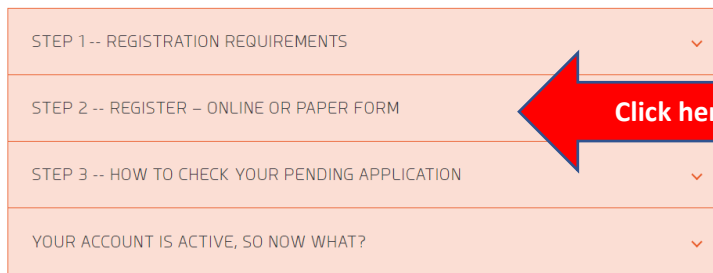 STEP 1 -- REGISTRATION REQUIREMENTS
STEP 2 -- REGISTER – ONLINE OR PAPER FORM
Click
STEP 3 -- HOW TO CHECK YOUR PENDING APPLICATION
YOUR ACCOUNT IS ACTIVE, SO NOW WHAT?